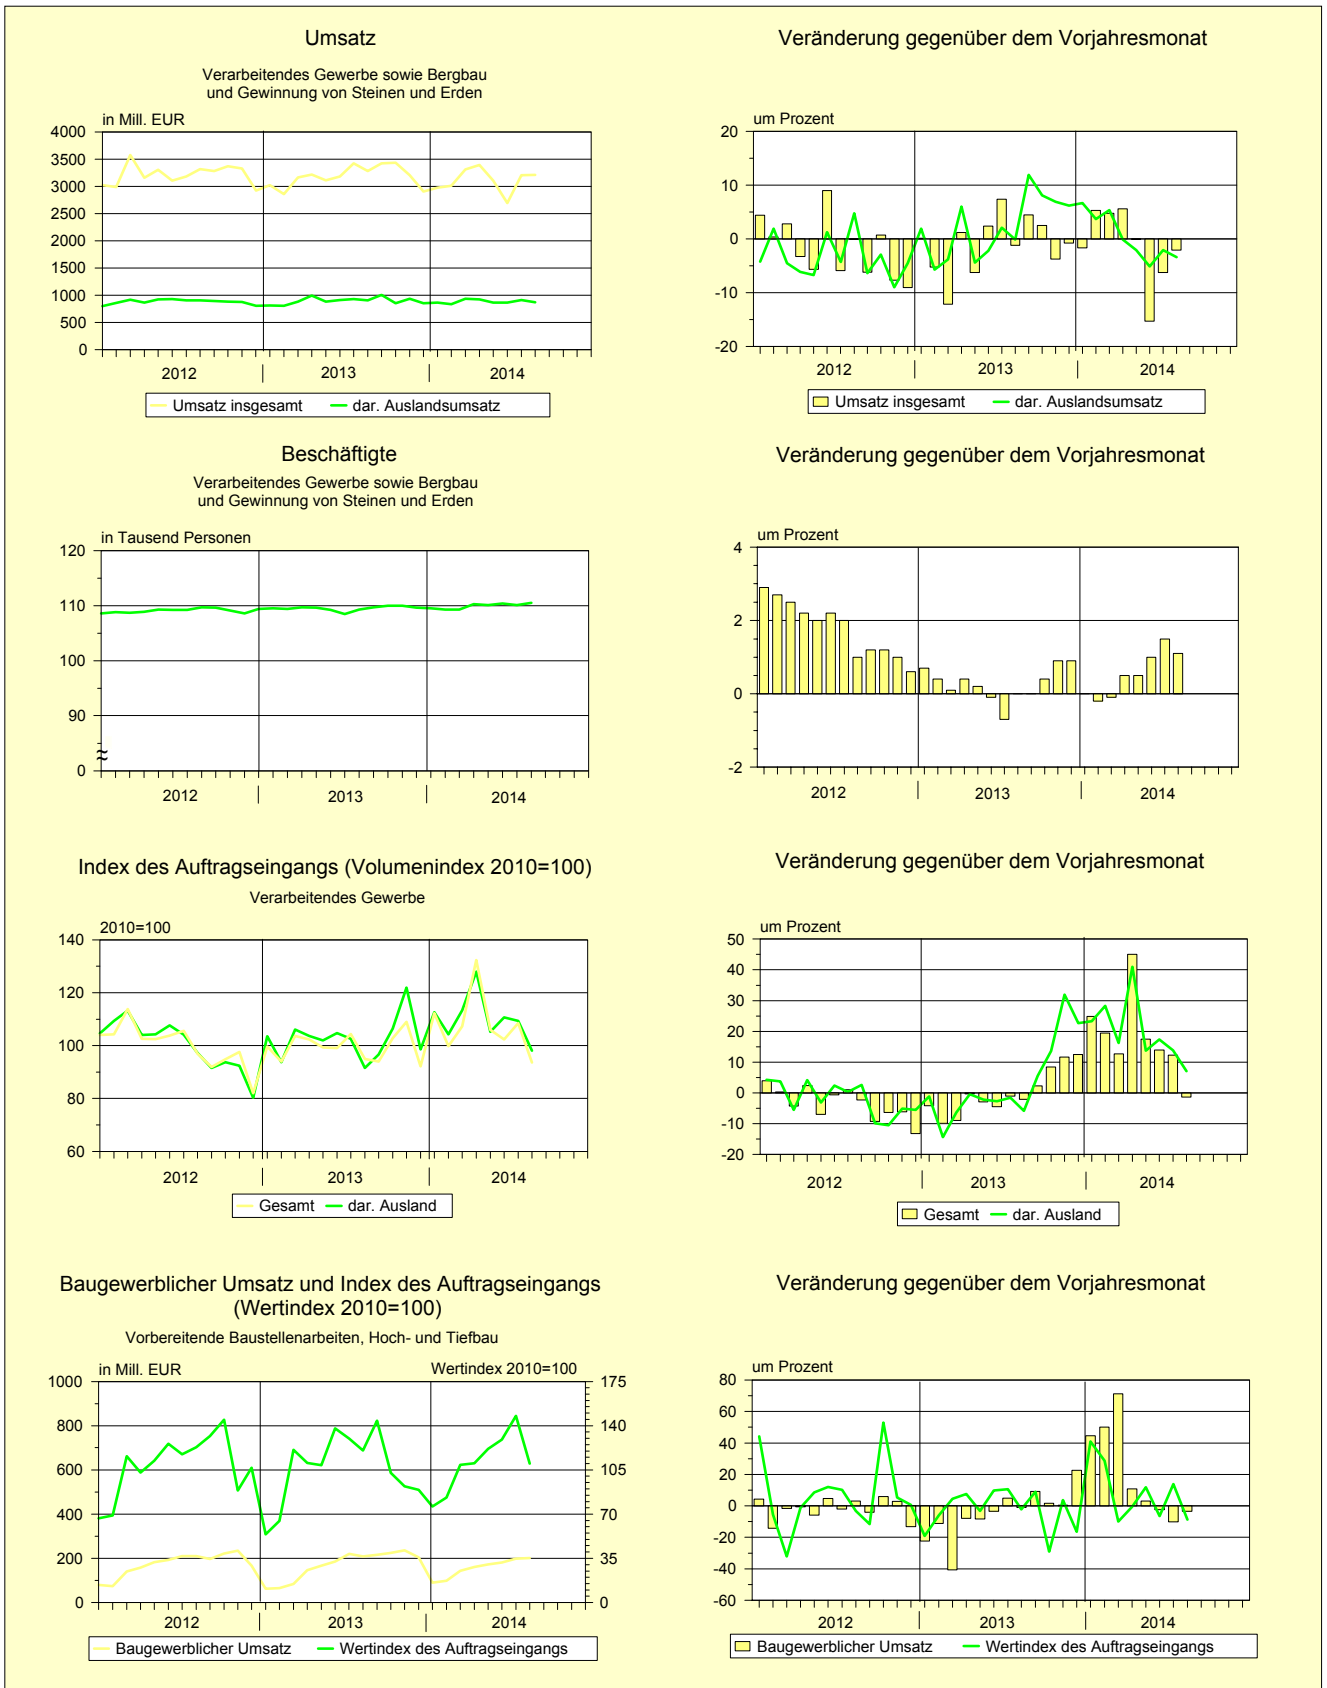 Umsatz
Verarbeitendes Gewerbe sowie Bergbau
und Gewinnung von Steinen und Erden
in Mill. EUR
4000
3500
3000
2500
2000
1500
1000
500
0
2012 2013 2014
Umsatz insgesamt dar. Auslandsumsatz
Veränderung gegenüber dem Vorjahresmonat
um Prozent
20
10
0
-10
-20
2012 2013 2014
Umsatz insgesamt dar. Auslandsumsatz
Beschäftigte
Verarbeitendes Gewerbe sowie Bergbau
und Gewinnung von Steinen und Erden
in Tausend Personen
120
110
100
90
≈
0
2012 2013 2014
Veränderung gegenüber dem Vorjahresmonat
um Prozent
4
2
0
-2
2012 2013 2014
Index des Auftragseingangs (Volumenindex 2010=100)
Verarbeitendes Gewerbe
2010=100
140
120
100
80
60
2012 2013 2014
Gesamt dar. Ausland
Veränderung gegenüber dem Vorjahresmonat
um Prozent
50
40
30
20
10
0
-10
-20
2012 2013 2014
Gesamt dar. Ausland
Baugewerblicher Umsatz und Index des Auftragseingangs
(Wertindex 2010=100)
Vorbereitende Baustellenarbeiten, Hoch- und Tiefbau
in Mill. EUR Wertindex 2010=100
1000 175
800 140
600 105
400 70
200 35
0 0
2012 2013 2014
Baugewerblicher Umsatz Wertindex des Auftragseingangs
Veränderung gegenüber dem Vorjahresmonat
um Prozent
80
60
40
20
0
-20
-40
-60
2012 2013 2014
Baugewerblicher Umsatz Wertindex des Auftragseingangs